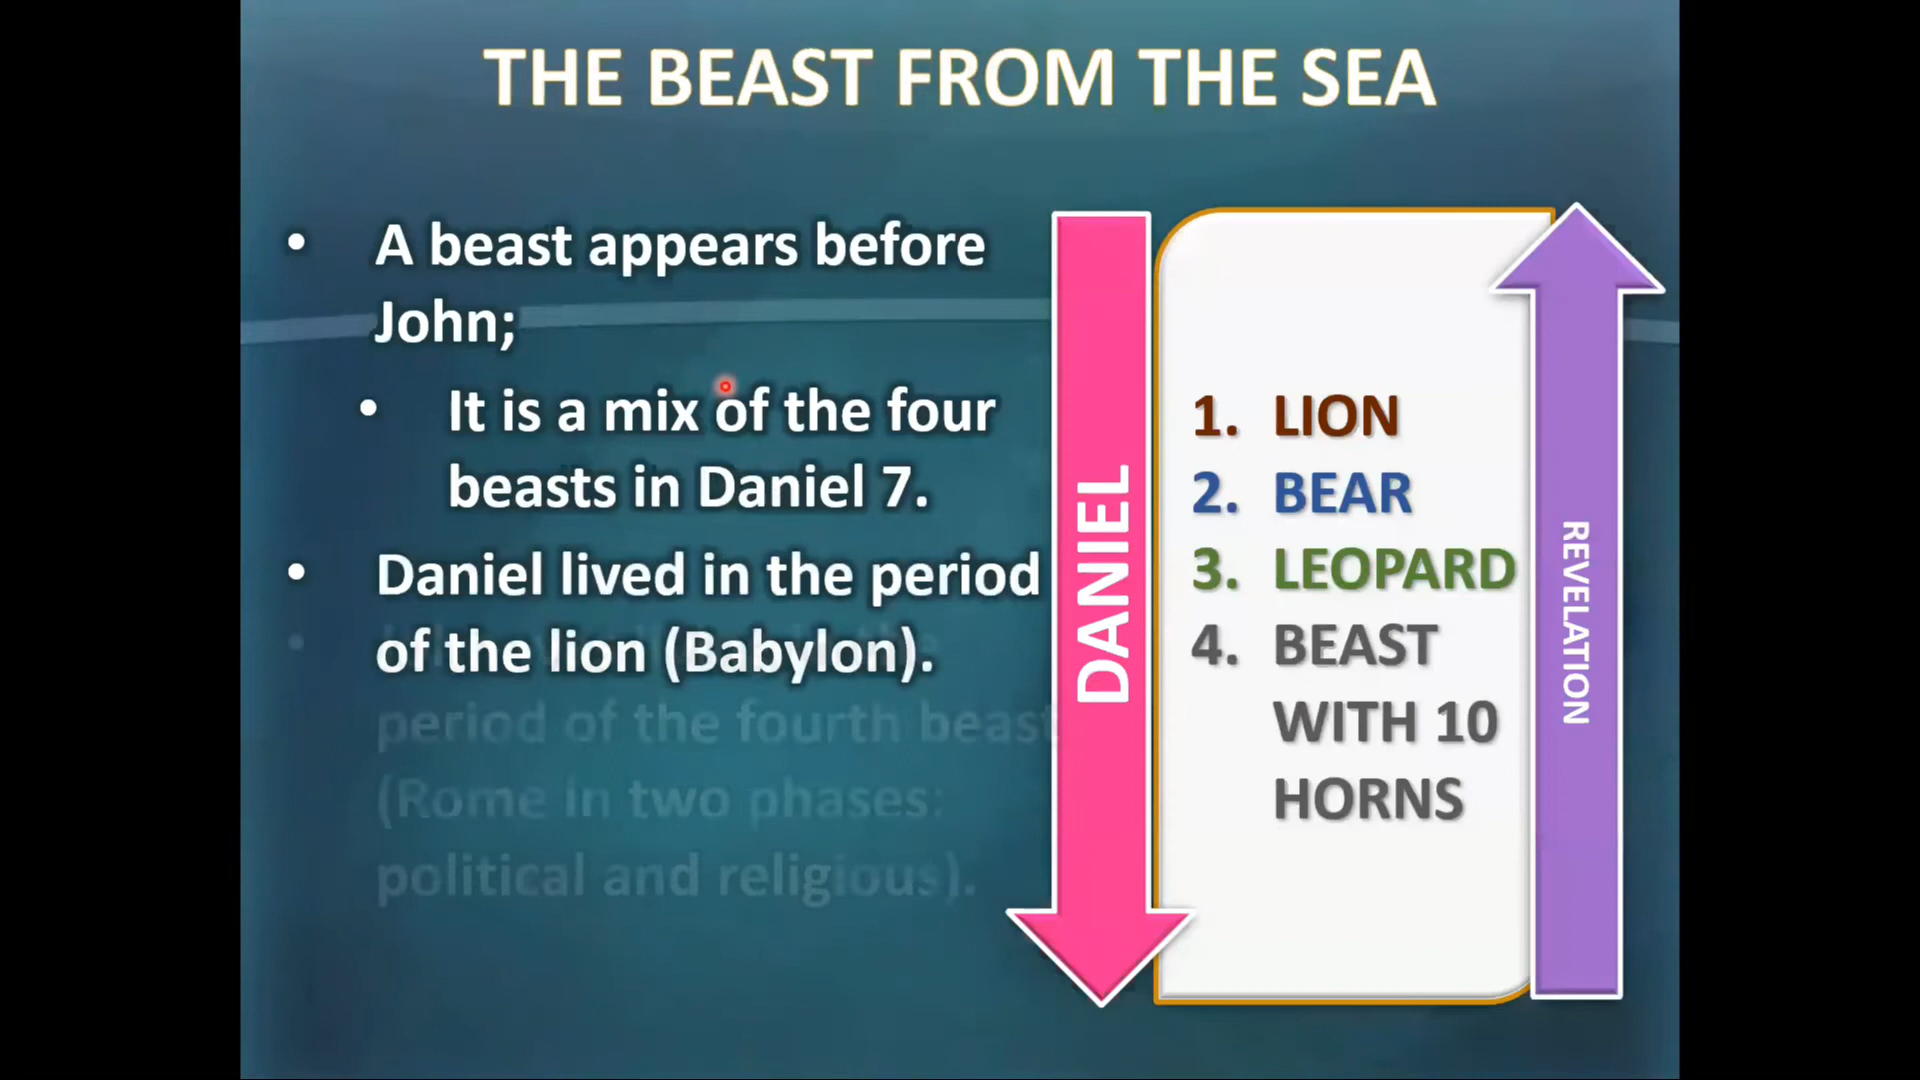 THE BEAST FROM THE SEA
• A beast appears before
John;
• It is a mix of the four
beasts in Daniel 7.
• Daniel lived in the period
of the lion (Babylon).
period of the fourth beast
(Rome in two phases:
political and religious).
DANIEL
1. LION
2. BEAR
3. LEOPARD
4. BEAST
WITH 10
HORNS
REVELATION